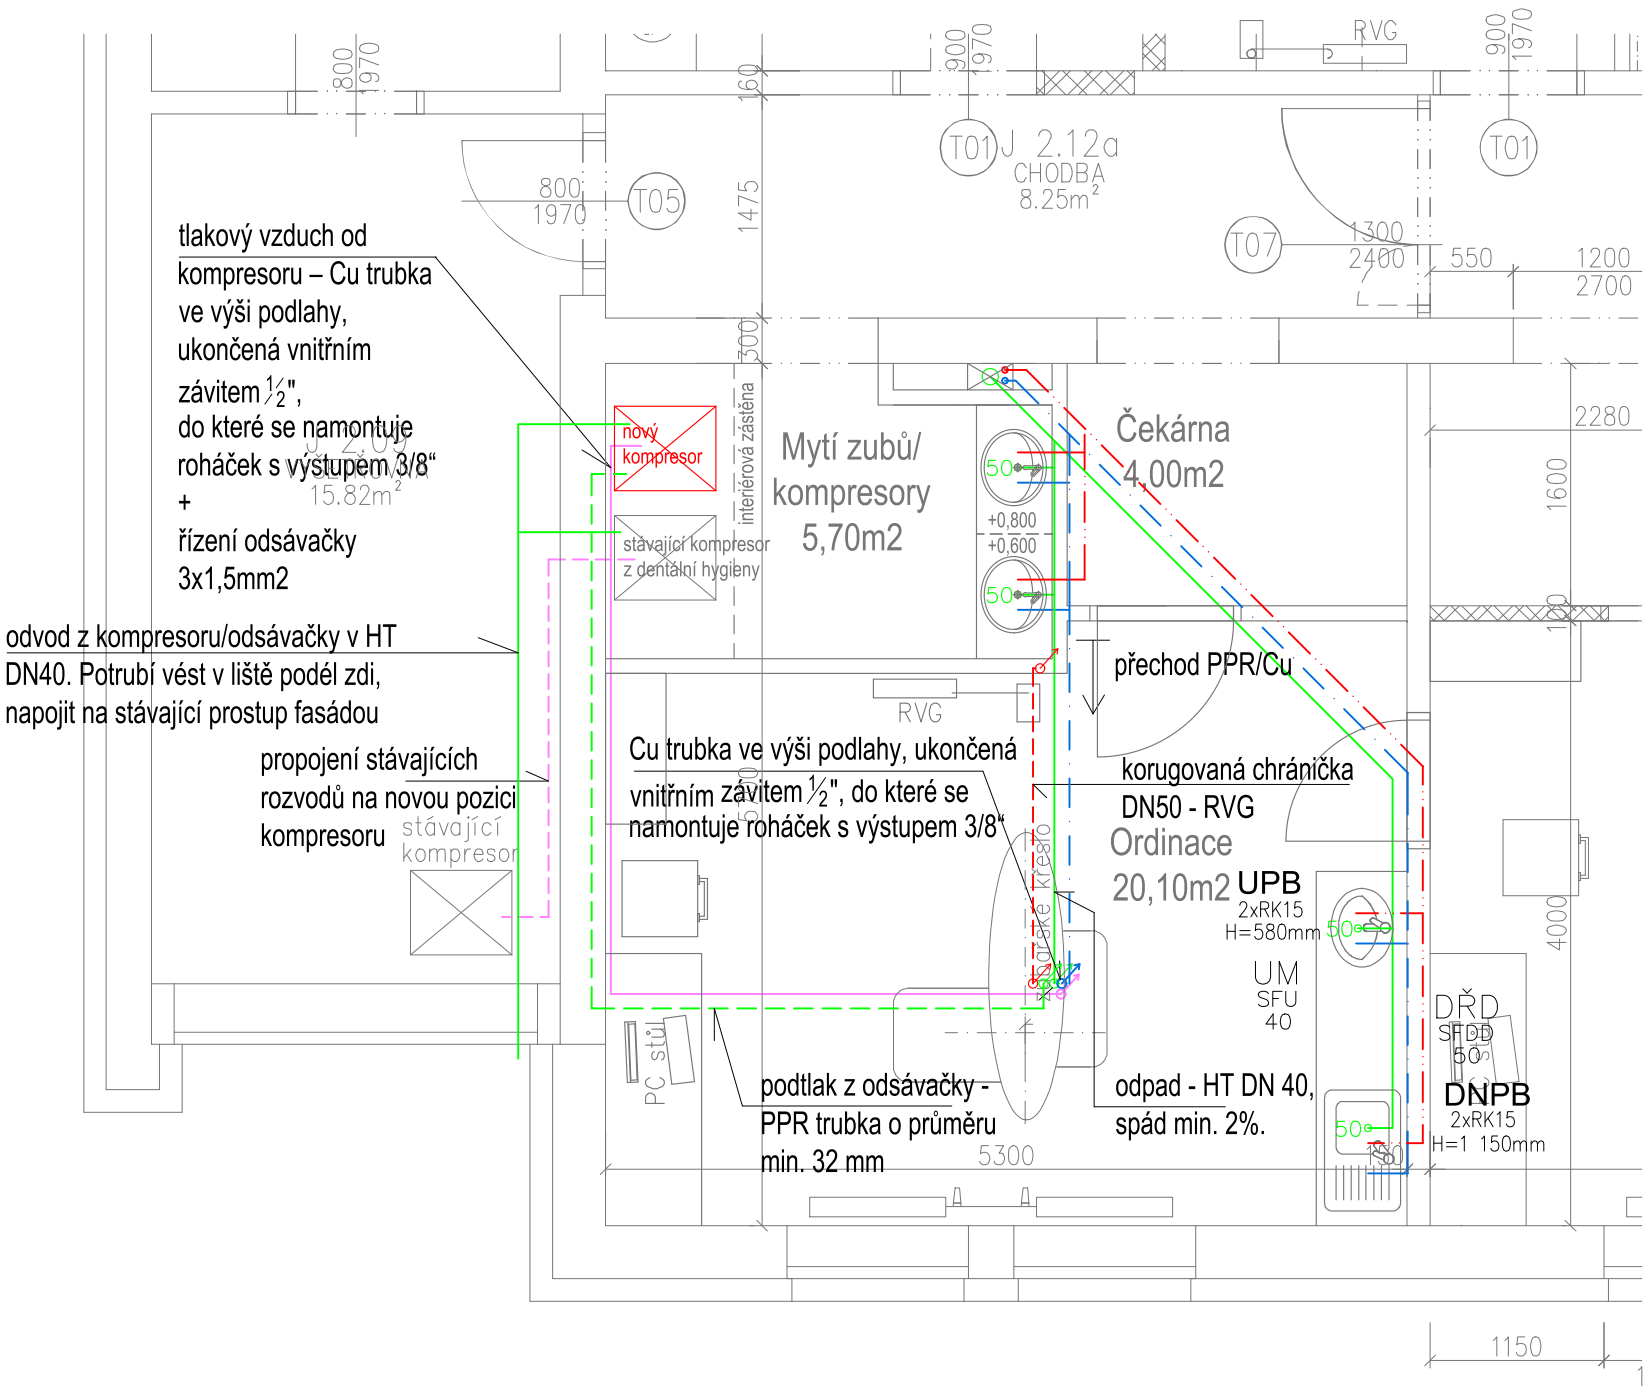 RVG
800
1970
900
1970
900
1970
160
T01
J 2.12a
CHODBA
8.25m²
T01
800
1970
T05
1475
T07
1300
2400
550
1200
2700
tlakový vzduch od
kompresoru – Cu trubka
ve výši podlahy,
ukončená vnitřním
závitem ½",
do které se namontuje
roháček s výstupem 3/8“
+
řízení odsávačky
3x1,5mm2
J 2.09
15.82m²
300
interiérová zástěna
nový
kompresor
stávající kompresor
z dentální hygieny
Mytí zubů/
kompresory
5,70m2
50
+0,800
+0,600
50
Čekárna
4,00m2
2280
1600
100
odvod z kompresoru/odsávačky v HT
DN40. Potrubí vést v liště podél zdi,
napojit na stávající prostup fasádou
přechod PPR/Cu
RVG
propojení stávajících
rozvodů na novou pozici
kompresoru
stávající
kompresor
Cu trubka ve výši podlahy, ukončená
vnitřním závitem ½", do které se
namontuje roháček s výstupem 3/8“
5700
korugovaná chránička
DN50 - RVG
Ordinace
20,10m2
UPB
2xRK15
H=580mm
50
UM
SFU
40
4000
křeslo
DŘD
SFDD
50
PC stůl
DNPB
2xRK15
H=1 150mm
podtlak z odsávačky -
PPR trubka o průměru
min. 32 mm
odpad - HT DN 40,
spád min. 2%.
50
5300
150
1150